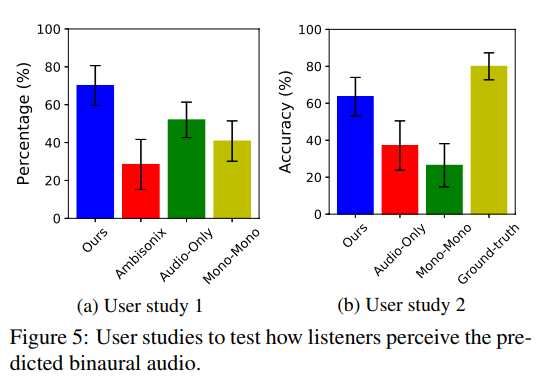 100
80
60
40
20
0
Percentage (%)
Ours
Ambisonix
Audio-Only
Mono-Mono
(a) User study 1
100
80
60
40
20
0
Accuracy (%)
Ours
Audio-Only
Mono-Mono
Ground-truth
(b) User study 2
Figure 5: User studies to test how listeners perceive the pre-
dicted binaural audio.